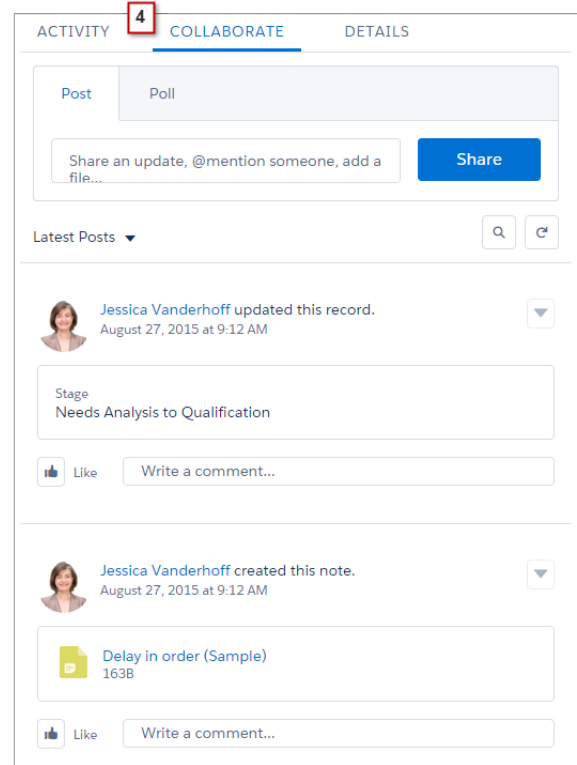 ACTIVITY 4 COLLABORATE DETAILS
Post Poll
Share an update, @mention someone, add a
file...
Share
Latest Posts
Jessica Vanderhoff updated this record.
August 27, 2015 at 9:12 AM
Stage
Needs Analysis to Qualification
Like Write a comment...
Jessica Vanderhoff created this note.
August 27, 2015 at 9:12 AM
Delay in order (Sample)
163B
Like Write a comment...